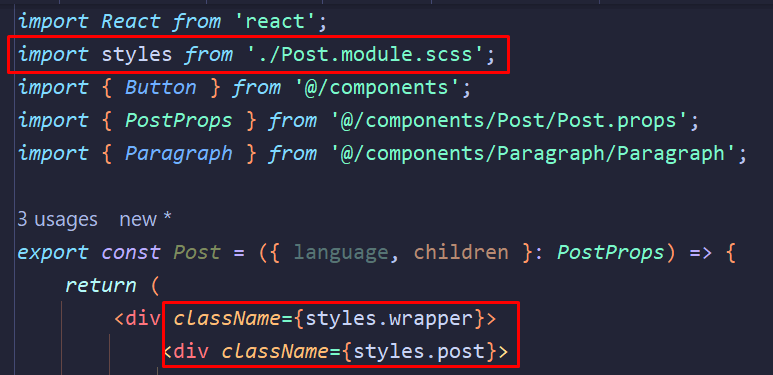 import React from 'react';
import styles from './Post.module.scss';
import { Button } from '@/components';
import { PostProps } from '@/components/Post/Post.props';
import { Paragraph } from '@/components/Paragraph/Paragraph';
3 usages new *
export const Post = ({ language, children }: PostProps) => {
return (
<div className={styles.wrapper}>
<div className={styles.post}>